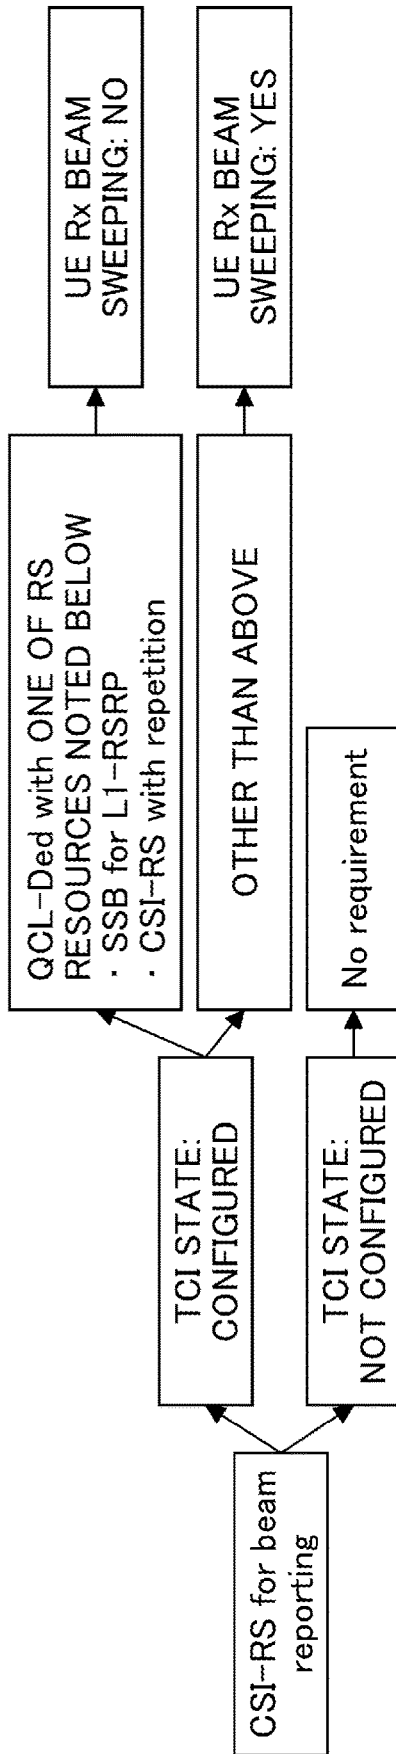 CSI-RS for beam
reporting
TCI STATE:
CONFIGURED
QCL-Ded with ONE OF RS
RESOURCES NOTED BELOW
· SSB for L1-RSRP
· CSI-RS with repetition
UE Rx BEAM
SWEEPING: NO
OTHER THAN ABOVE
UE Rx BEAM
SWEEPING: YES
TCI STATE:
NOT CONFIGURED
No requirement